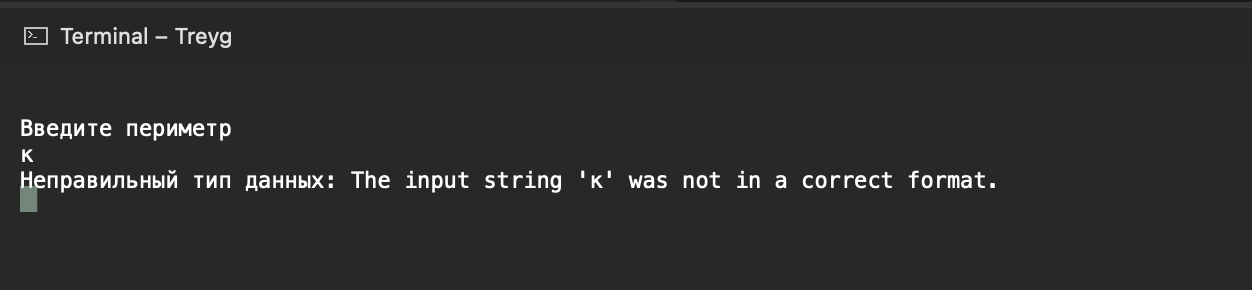 Terminal – Treyg
Введите периметр
к
Неправильный тип данных: The input string 'к' was not in a correct format.